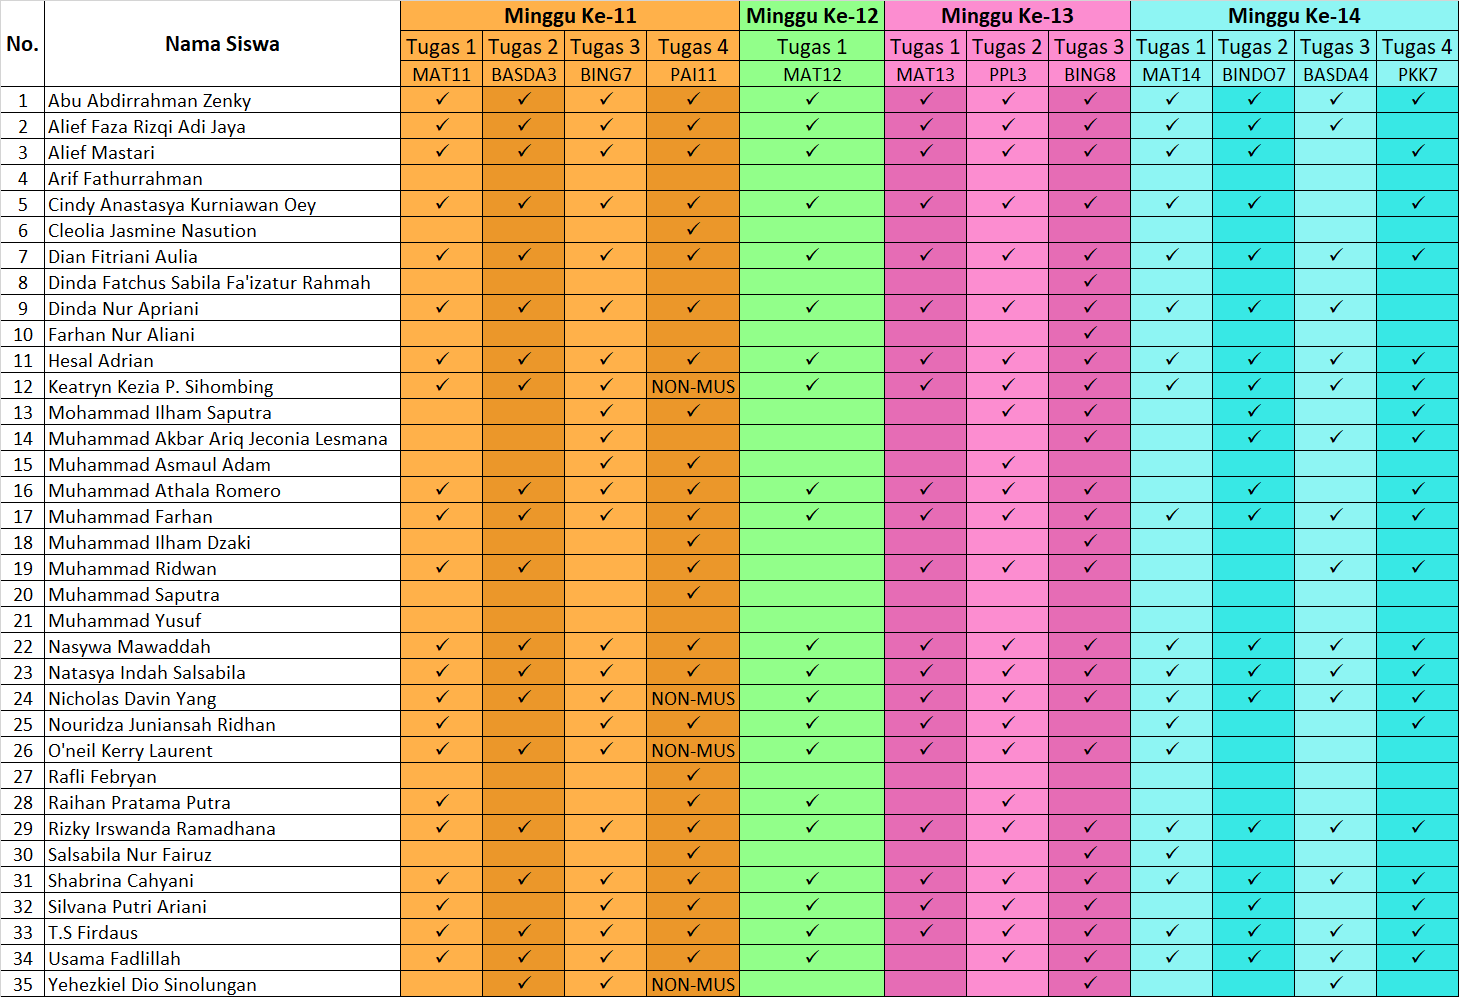 No. Nama Siswa Minggu Ke-11 Minggu Ke-12 Minggu Ke-13 Minggu Ke-14
Tugas 1 Tugas 2 Tugas 3 Tugas 4 Tugas 1 Tugas 1 Tugas 2 Tugas 3 Tugas 1 Tugas 2 Tugas 3 Tugas 4
MAT11 BASDA3 BING7 PAI11 MAT12 MAT13 PPL3 BING8 MAT14 BINDO7 BASDA4 PKK7
1 Abu Abdirrahman Zenky ✓ ✓ ✓ ✓ ✓ ✓ ✓ ✓ ✓ ✓ ✓ ✓
2 Alief Faza Rizqi Adi Jaya ✓ ✓ ✓ ✓ ✓ ✓ ✓ ✓ ✓ ✓ ✓
3 Alief Mastari ✓ ✓ ✓ ✓ ✓ ✓ ✓ ✓ ✓ ✓ ✓
4 Arif Fathurrahman
5 Cindy Anastasya Kurniawan Oey ✓ ✓ ✓ ✓ ✓ ✓ ✓ ✓ ✓ ✓ ✓
6 Cleolia Jasmine Nasution ✓
7 Dian Fitriani Aulia ✓ ✓ ✓ ✓ ✓ ✓ ✓ ✓ ✓ ✓ ✓ ✓
8 Dinda Fatchus Sabila Fa'izatur Rahmah ✓
9 Dinda Nur Apriani ✓ ✓ ✓ ✓ ✓ ✓ ✓ ✓ ✓ ✓ ✓
10 Farhan Nur Aliani ✓
11 Hesal Adrian ✓ ✓ ✓ ✓ ✓ ✓ ✓ ✓ ✓ ✓ ✓ ✓
12 Keatryn Kezia P. Sihombing ✓ ✓ ✓ NON-MUS ✓ ✓ ✓ ✓ ✓ ✓ ✓ ✓
13 Mohammad Ilham Saputra ✓ ✓ ✓ ✓ ✓ ✓
14 Muhammad Akbar Ariq Jeconia Lesmana ✓ ✓ ✓ ✓ ✓
15 Muhammad Asmaul Adam ✓ ✓ ✓
16 Muhammad Athala Romero ✓ ✓ ✓ ✓ ✓ ✓ ✓ ✓ ✓ ✓
17 Muhammad Farhan ✓ ✓ ✓ ✓ ✓ ✓ ✓ ✓ ✓ ✓ ✓ ✓
18 Muhammad Ilham Dzaki ✓ ✓
19 Muhammad Ridwan ✓ ✓ ✓ ✓ ✓ ✓ ✓ ✓
20 Muhammad Saputra ✓
21 Muhammad Yusuf
22 Nasywa Mawaddah ✓ ✓ ✓ ✓ ✓ ✓ ✓ ✓ ✓ ✓ ✓ ✓
23 Natasya Indah Salsabila ✓ ✓ ✓ ✓ ✓ ✓ ✓ ✓ ✓ ✓ ✓ ✓
24 Nicholas Davin Yang ✓ ✓ ✓ NON-MUS ✓ ✓ ✓ ✓ ✓ ✓ ✓ ✓
25 Nouridza Juniansah Ridhan ✓ ✓ ✓ ✓ ✓ ✓ ✓ ✓
26 O'neil Kerry Laurent ✓ ✓ ✓ NON-MUS ✓ ✓ ✓ ✓ ✓
27 Rafli Febryan ✓
28 Raihan Pratama Putra ✓ ✓ ✓ ✓
29 Rizky Irswanda Ramadhana ✓ ✓ ✓ ✓ ✓ ✓ ✓ ✓ ✓ ✓ ✓ ✓
30 Salsabila Nur Fairuz ✓ ✓ ✓
31 Shabrina Cahyani ✓ ✓ ✓ ✓ ✓ ✓ ✓ ✓ ✓ ✓ ✓ ✓
32 Silvana Putri Ariani ✓ ✓ ✓ ✓ ✓ ✓ ✓ ✓ ✓
33 T.S Firdaus ✓ ✓ ✓ ✓ ✓ ✓ ✓ ✓ ✓ ✓ ✓ ✓
34 Usama Fadlillah ✓ ✓ ✓ ✓ ✓ ✓ ✓ ✓ ✓ ✓ ✓
35 Yehezkiel Dio Sinolungan ✓ ✓ NON-MUS ✓ ✓